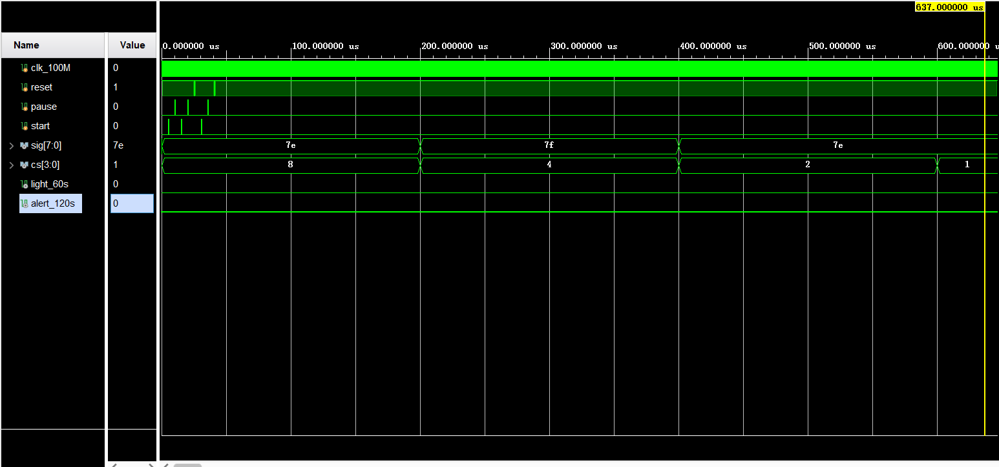 637.000000 us
Name Value
0.000000 us 100.000000 us 200.000000 us 300.000000 us 400.000000 us 500.000000 us 600.000000 u
clk_100M 0
reset 1
pause 0
start 0
sig[7:0] 7e 7e 7f 7e
cs[3:0] 1 8 4 2 1
light_60s 0
alert_120s 0